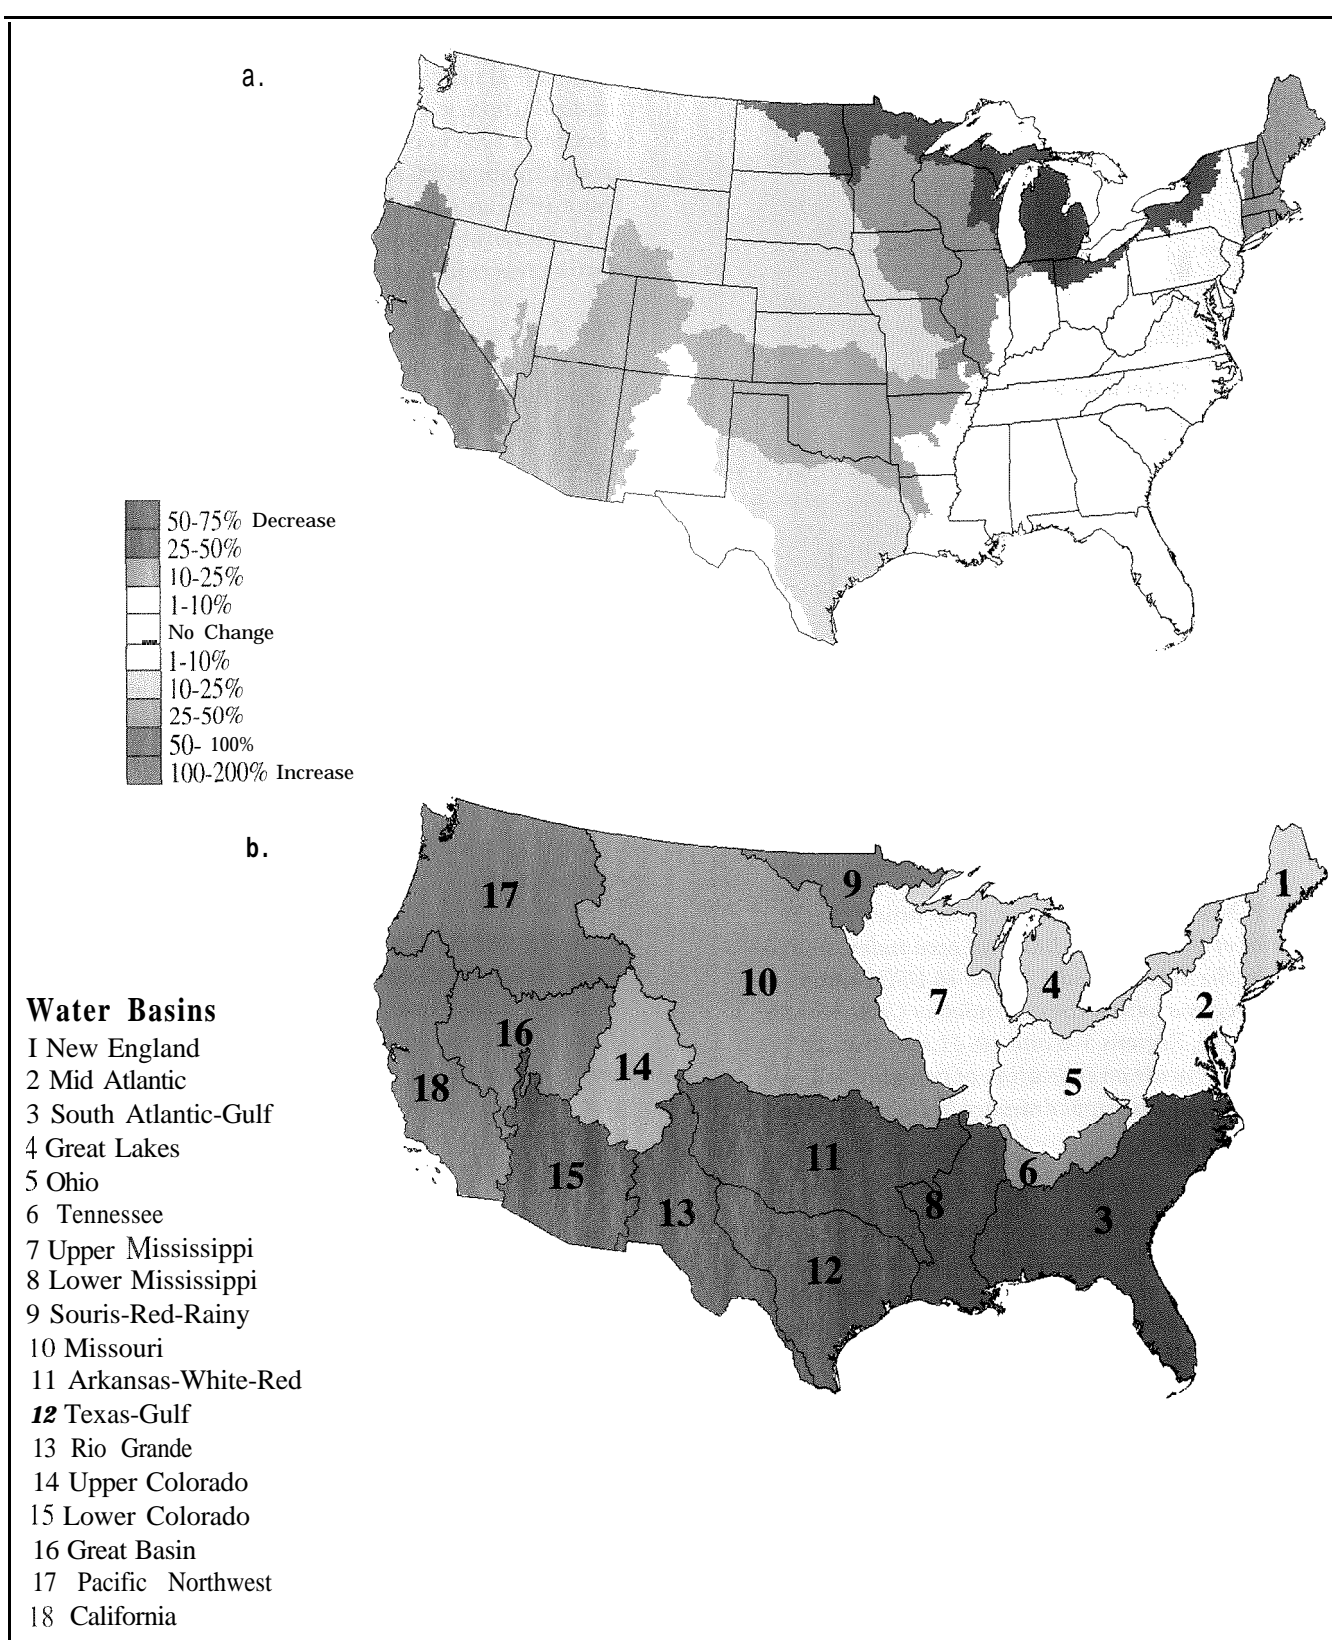 a.
50-75% Decrease
25-50%
10-25%
1-10%
No Change
1-10%
10-25%
25-50%
50- 100%
100-200% Increase
b.
17
9
1
10
7
4
2
16
14
5
18
11
6
15
13
8
3
12
Water Basins
I New England
2 Mid Atlantic
3 South Atlantic-Gulf
4 Great Lakes
5 Ohio
6 Tennessee
7 Upper Mississippi
8 Lower Mississippi
9 Souris-Red-Rainy
10 Missouri
11 Arkansas-White-Red
12 Texas-Gulf
13 Rio Grande
14 Upper Colorado
15 Lower Colorado
16 Great Basin
17 Pacific Northwest
18 California